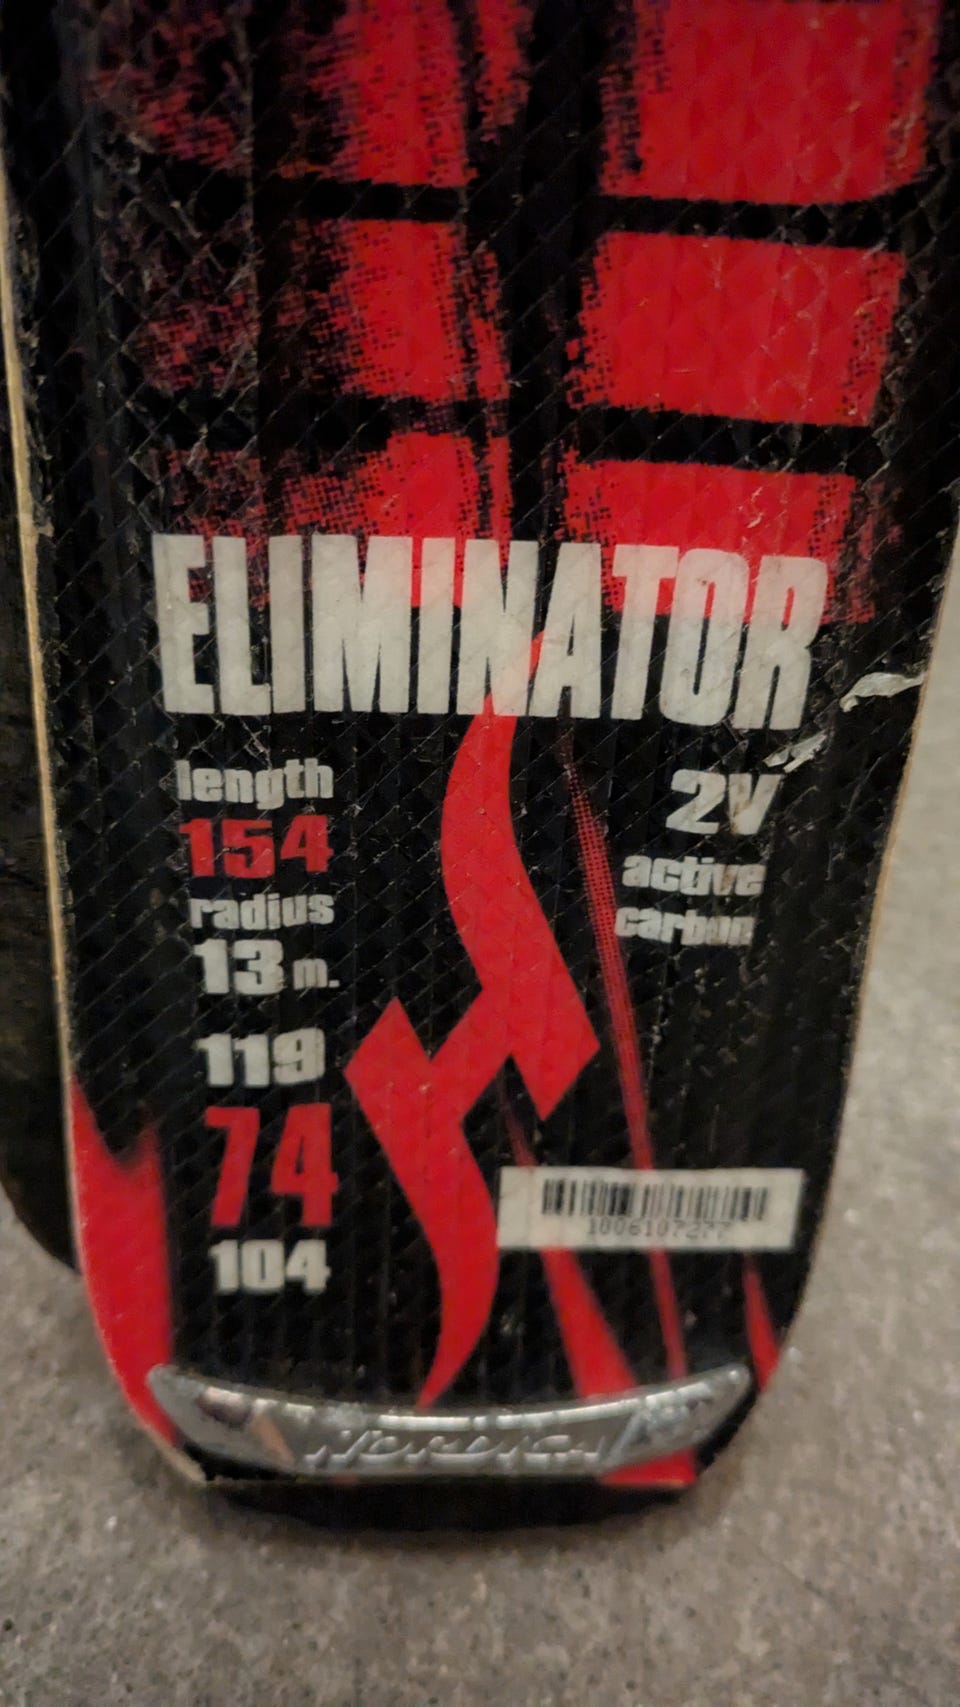 ELIMINATOR
length
154
radius
13 m.
119
74
104
2V
active
carbon
1006107277
NORDICA